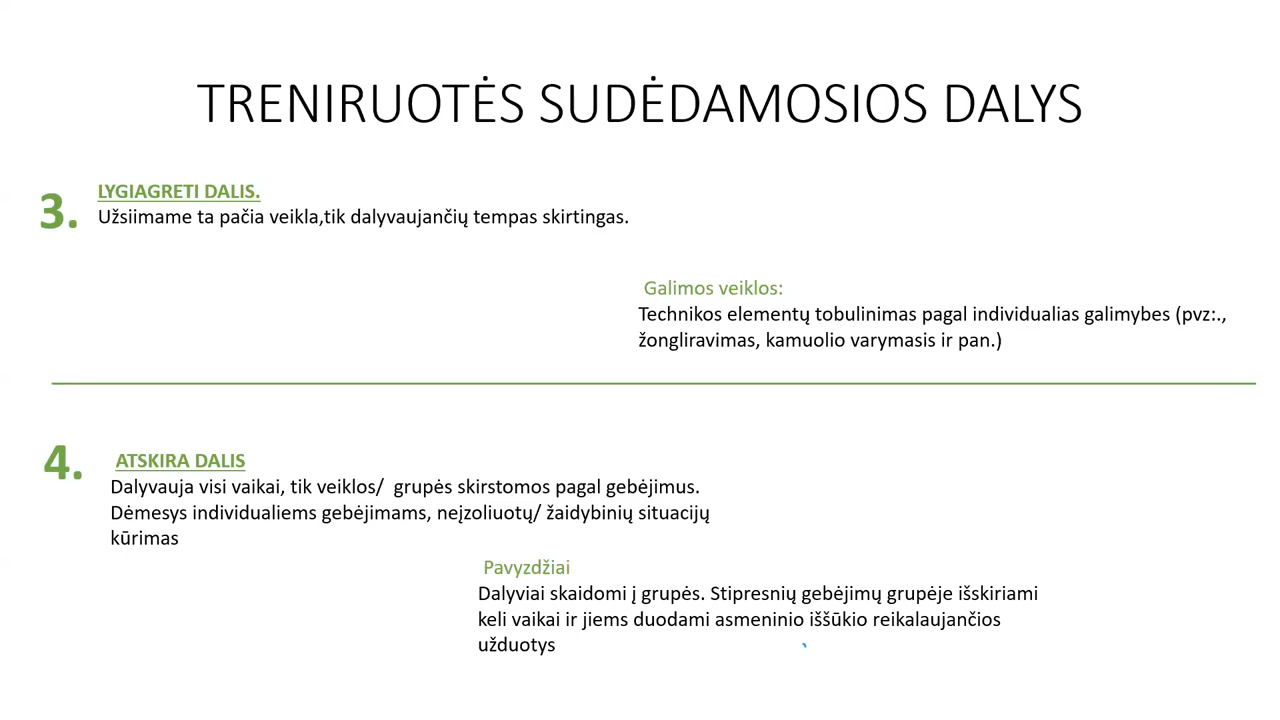 TRENIRUOTĖS SUDĖDAMOSIOS DALYS
3.
LYGIAGRETI DALIS.
Užsiimame ta pačia veikla,tik dalyvaujančių tempas skirtingas.
Galimos veiklos:
Technikos elementų tobulinimas pagal individualias galimybes (pvz:.,
žongliravimas, kamuolio varymasis ir pan.)
4.
ATSKIRA DALIS
Dalyvauja visi vaikai, tik veiklos/  grupės skirstomos pagal gebėjimus.
Dėmesys individualiems gebėjimams, neįzoliuotų/ žaidybinių situacijų
kūrimas
Pavyzdžiai
Dalyviai skaidomi į grupės. Stipresnių gebėjimų grupėje išskiriami
keli vaikai ir jiems duodami asmeninio iššūkio reikalaujančios
užduotys